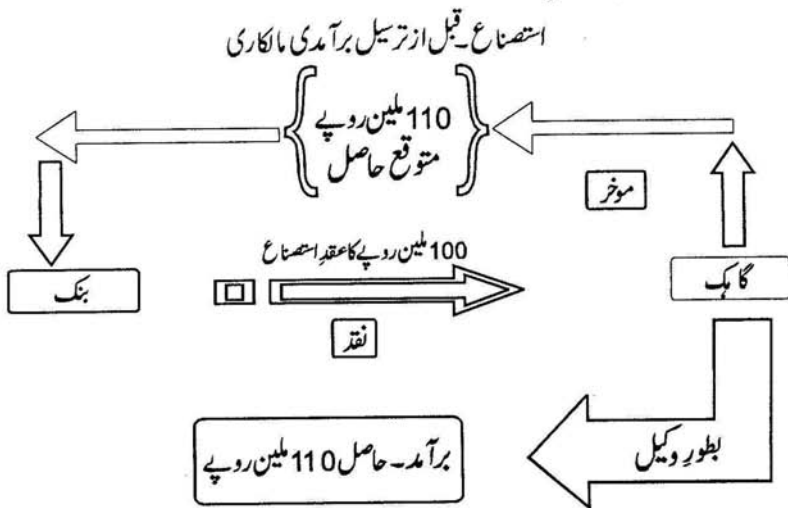 استصناع ۔ قبل از ترسیل برآمدی مالکاری
110 ملین روپے
متوقع حاصل
موخر
100 ملین روپے کا عقدِ استصناع
بنک
گاہک
نقد
بطورِ وکیل
برآمد ۔ حاصل 110 ملین روپے